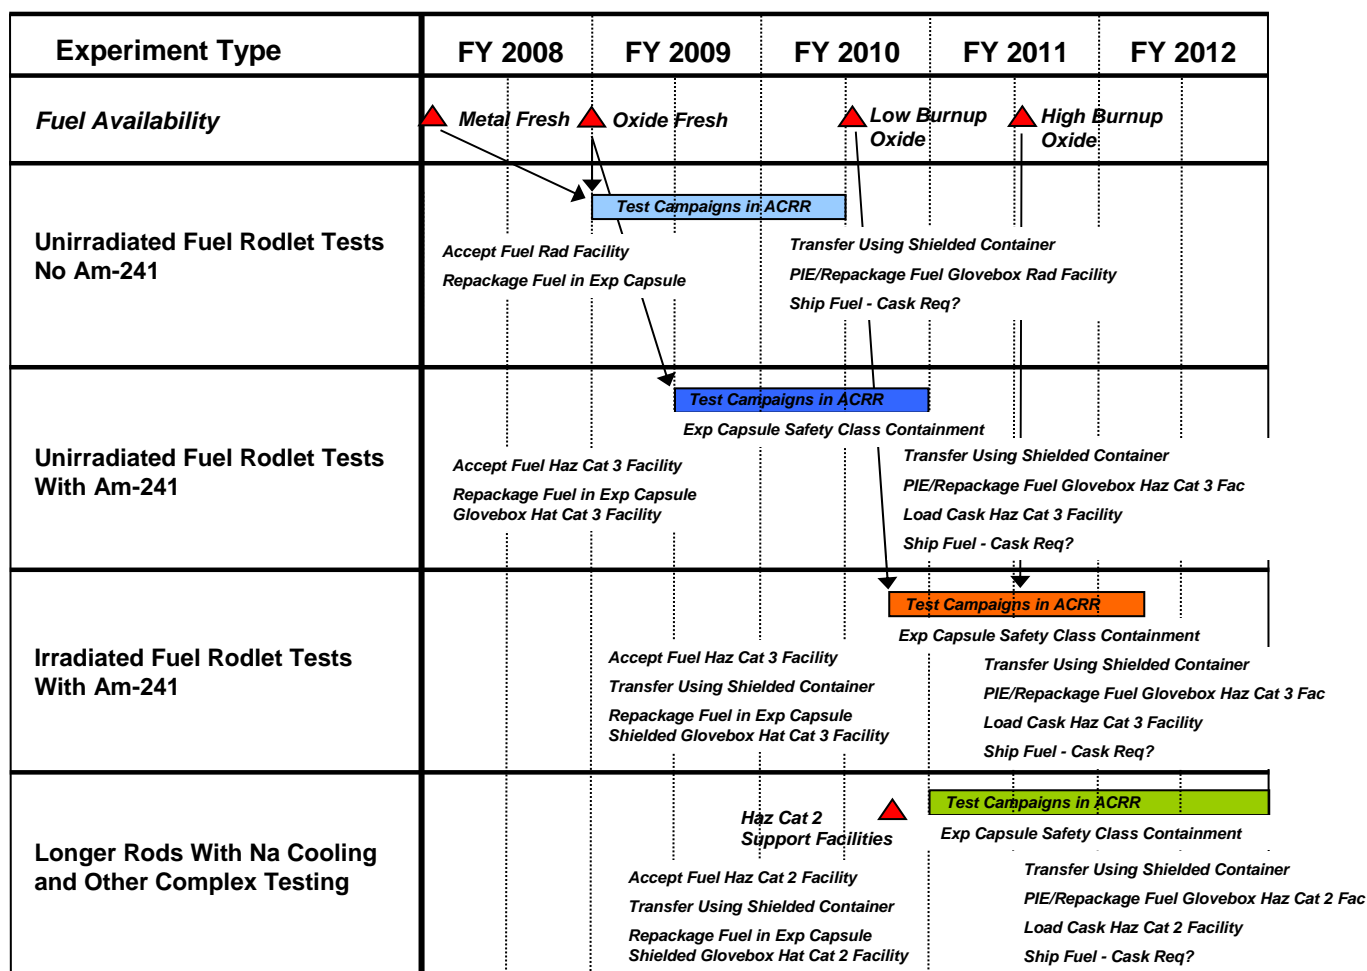 Experiment Type
FY 2008
FY 2009
FY 2010
FY 2011
FY 2012
Fuel Availability
Metal Fresh
Oxide Fresh
Low Burnup
Oxide
High Burnup
Oxide
Unirradiated Fuel Rodlet Tests
No Am-241
Test Campaigns in ACRR
Accept Fuel Rad Facility
Repackage Fuel in Exp Capsule
Transfer Using Shielded Container
PIE/Repackage Fuel Glovebox Rad Facility
Ship Fuel - Cask Req?
Unirradiated Fuel Rodlet Tests
With Am-241
Test Campaigns in ACRR
Exp Capsule Safety Class Containment
Accept Fuel Haz Cat 3 Facility
Repackage Fuel in Exp Capsule
Glovebox Hat Cat 3 Facility
Transfer Using Shielded Container
PIE/Repackage Fuel Glovebox Haz Cat 3 Fac
Load Cask Haz Cat 3 Facility
Ship Fuel - Cask Req?
Irradiated Fuel Rodlet Tests
With Am-241
Test Campaigns in ACRR
Exp Capsule Safety Class Containment
Accept Fuel Haz Cat 3 Facility
Transfer Using Shielded Container
Repackage Fuel in Exp Capsule
Shielded Glovebox Hat Cat 3 Facility
Transfer Using Shielded Container
PIE/Repackage Fuel Glovebox Haz Cat 3 Fac
Load Cask Haz Cat 3 Facility
Ship Fuel - Cask Req?
Longer Rods With Na Cooling
and Other Complex Testing
Haz Cat 2
Support Facilities
Test Campaigns in ACRR
Exp Capsule Safety Class Containment
Accept Fuel Haz Cat 2 Facility
Transfer Using Shielded Container
Repackage Fuel in Exp Capsule
Shielded Glovebox Hat Cat 2 Facility
Transfer Using Shielded Container
PIE/Repackage Fuel Glovebox Haz Cat 2 Fac
Load Cask Haz Cat 2 Facility
Ship Fuel - Cask Req?